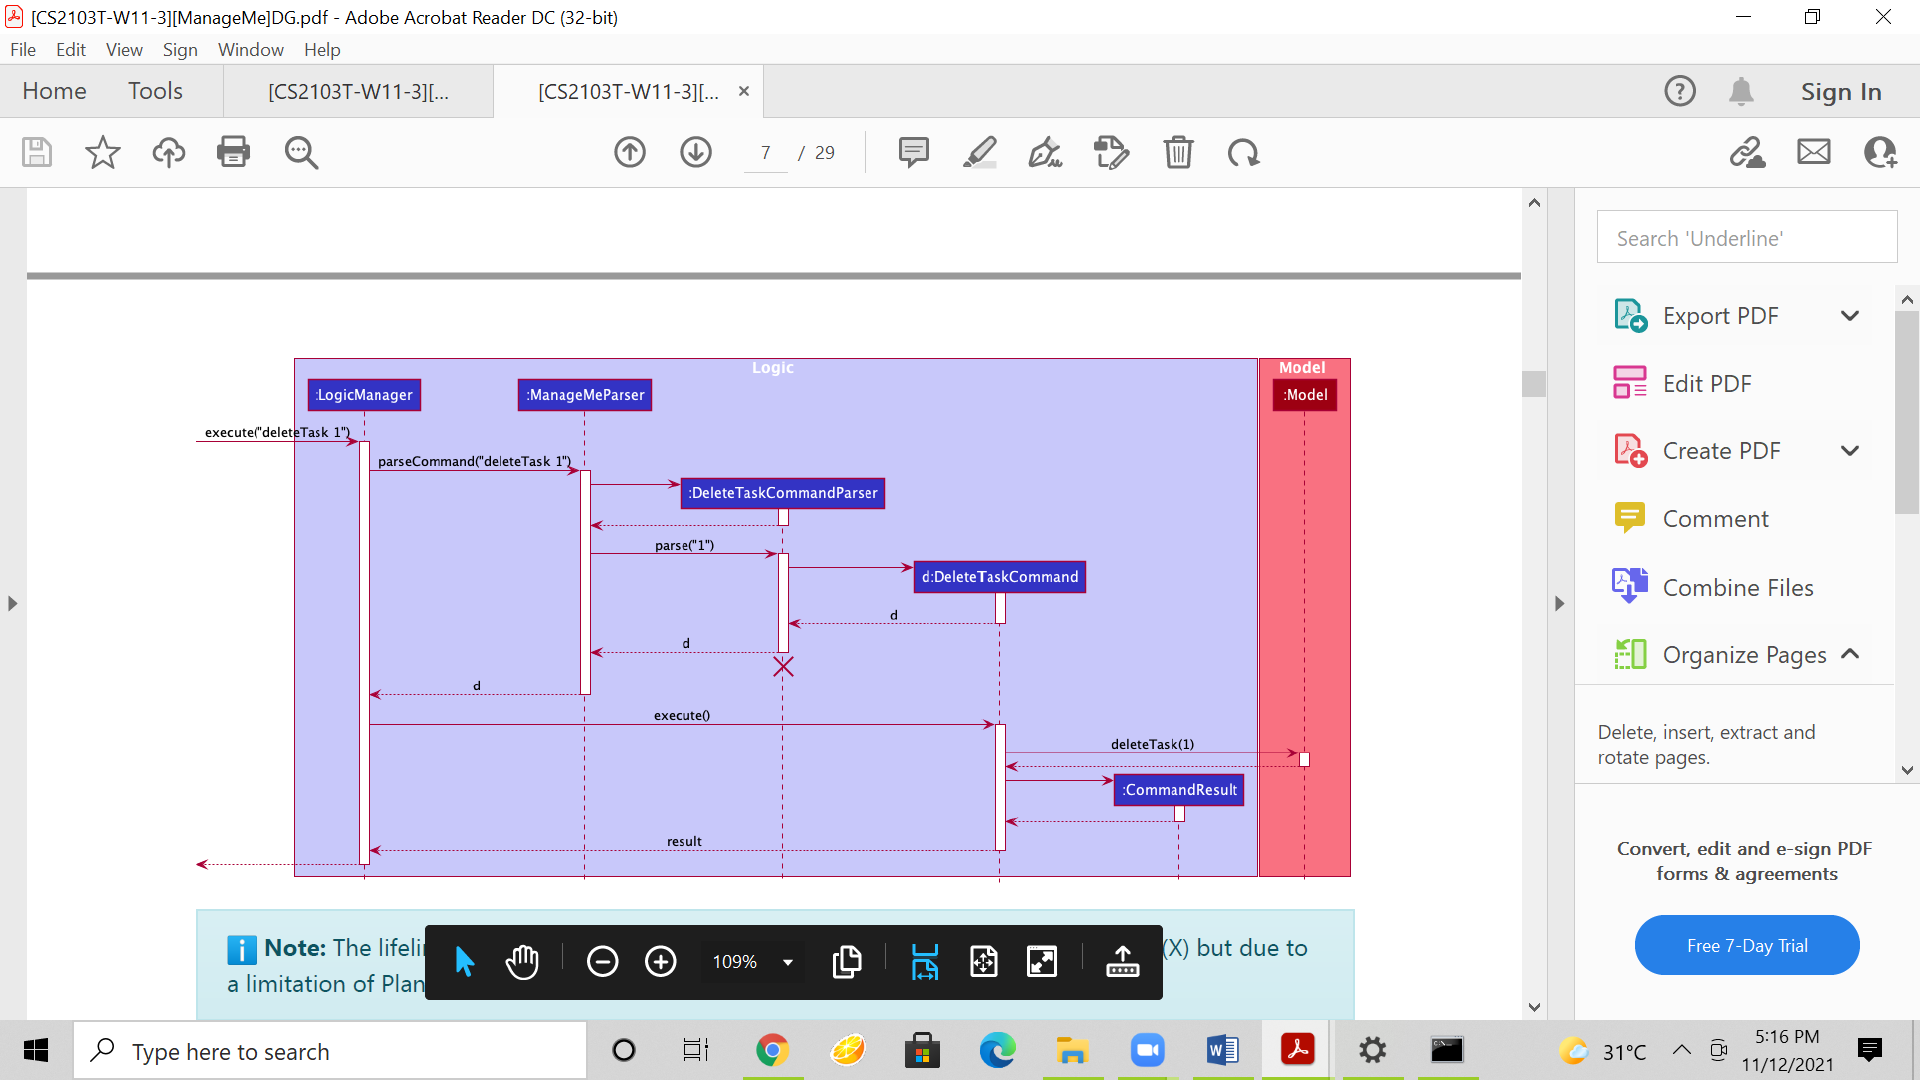 [CS2103T-W11-3][ManageMe]DG.pdf - Adobe Acrobat Reader DC (32-bit)
File Edit View Sign Window Help
Home Tools [CS2103T-W11-3][... [CS2103T-W11-3][... × Sign In
7 / 29
Search 'Underline'
Export PDF
Edit PDF
Create PDF
Comment
Combine Files
Organize Pages
Delete, insert, extract and
rotate pages.
Convert, edit and e-sign PDF
forms & agreements
Free 7-Day Trial
Logic
Model
:LogicManager
:ManageMeParser
:Model
execute("deleteTask 1")
parseCommand("deleteTask 1")
:DeleteTaskCommandParser
parse("1")
d:DeleteTaskCommand
d
d
d
execute()
deleteTask(1)
:CommandResult
result
Note: The lifeli (X) but due to
a limitation of Plan
109%
Type here to search
31°C
5:16 PM
11/12/2021